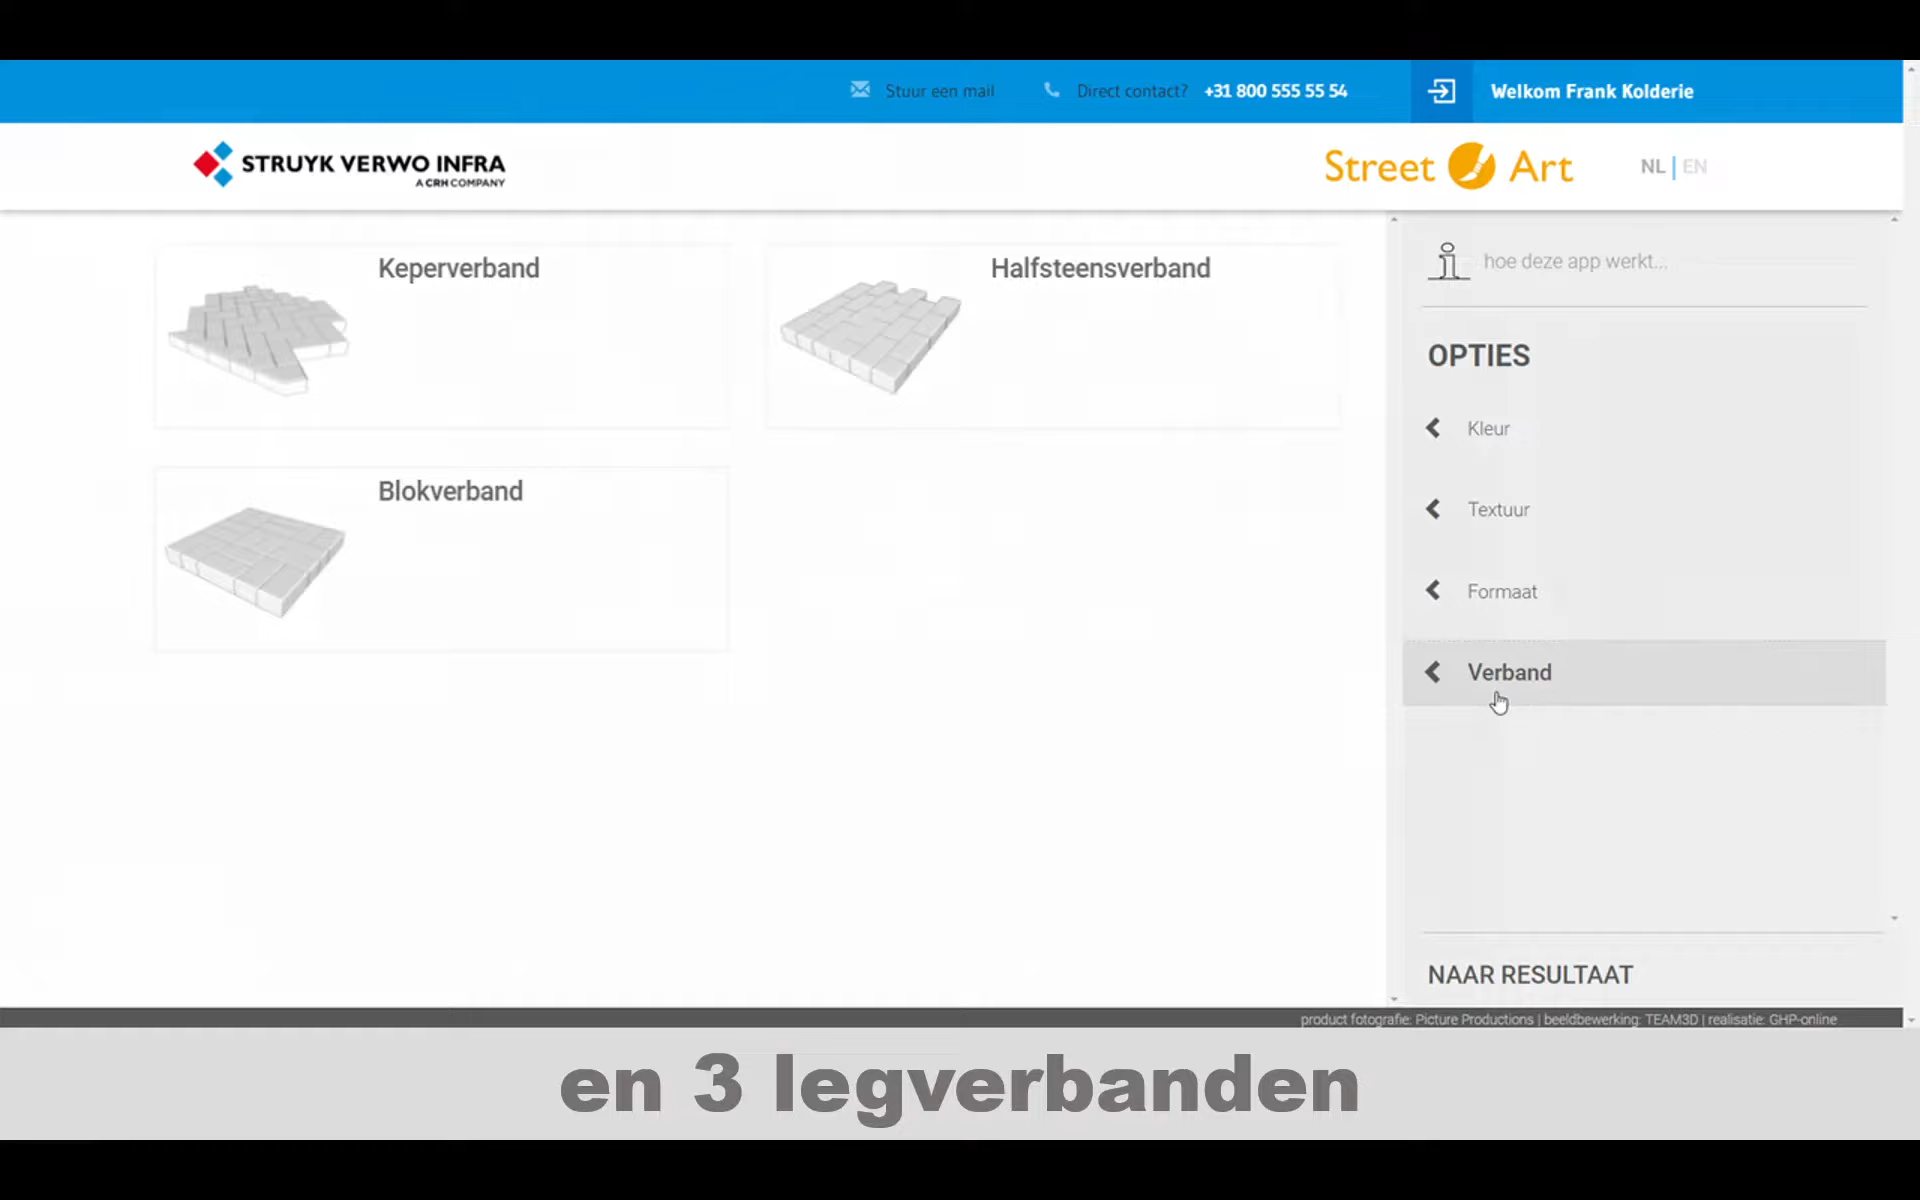 Stuur een mail
Direct contact? +31 800 555 55 54
Welkom Frank Kolderie
STRUYK VERWO INFRA
A CRH COMPANY
Street Art
NL | EN
Keperverband
Halfsteensverband
Blokverband
hoe deze app werkt...
OPTIES
Kleur
Textuur
Formaat
Verband
NAAR RESULTAAT
product fotografie: Picture Productions | beeldbewerking: TEAM3D | realisatie: GHP-online
en 3 legverbanden